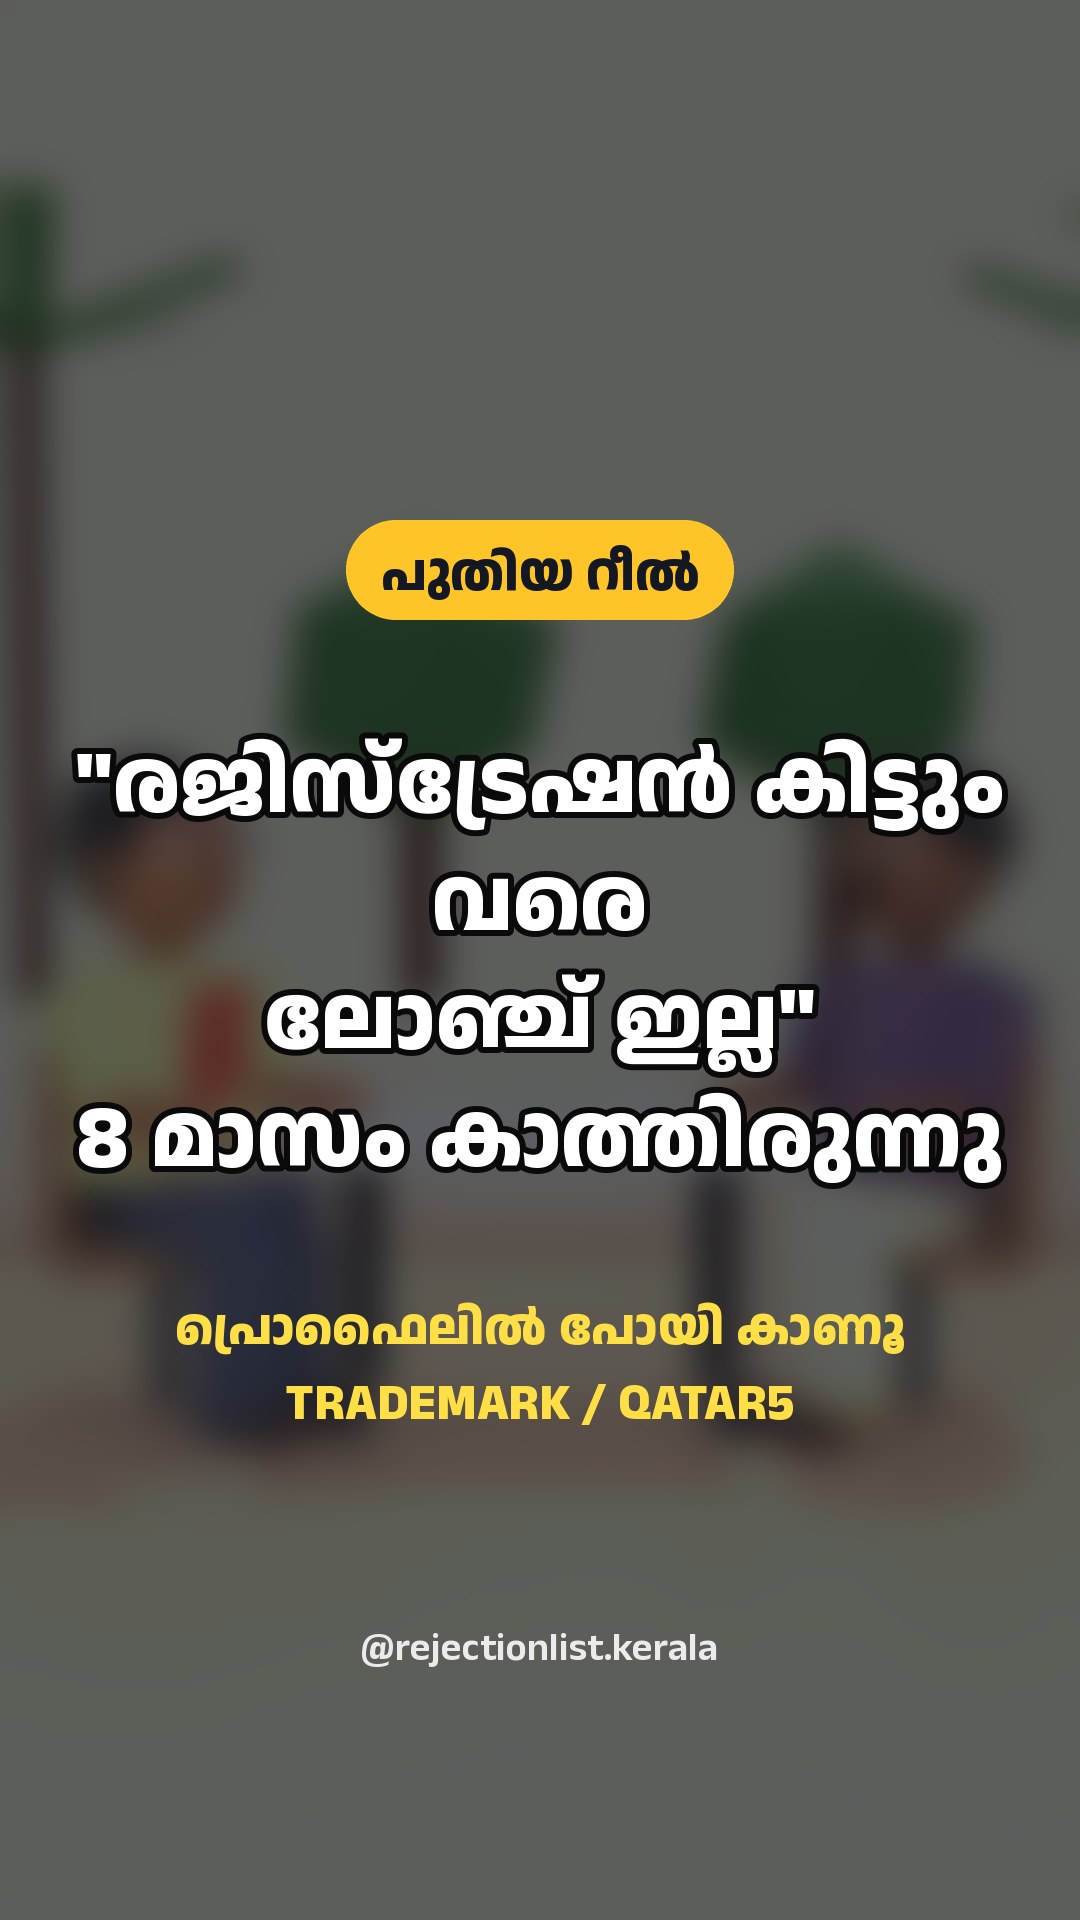 പുതിയ റീൽ
"രജിസ്ട്രേഷൻ കിട്ടും
വരെ
ലോഞ്ച് ഇല്ല"
8 മാസം കാത്തിരുന്നു
പ്രൊഫൈലിൽ പോയി കാണൂ
TRADEMARK / QATAR5
@rejectionlist.kerala